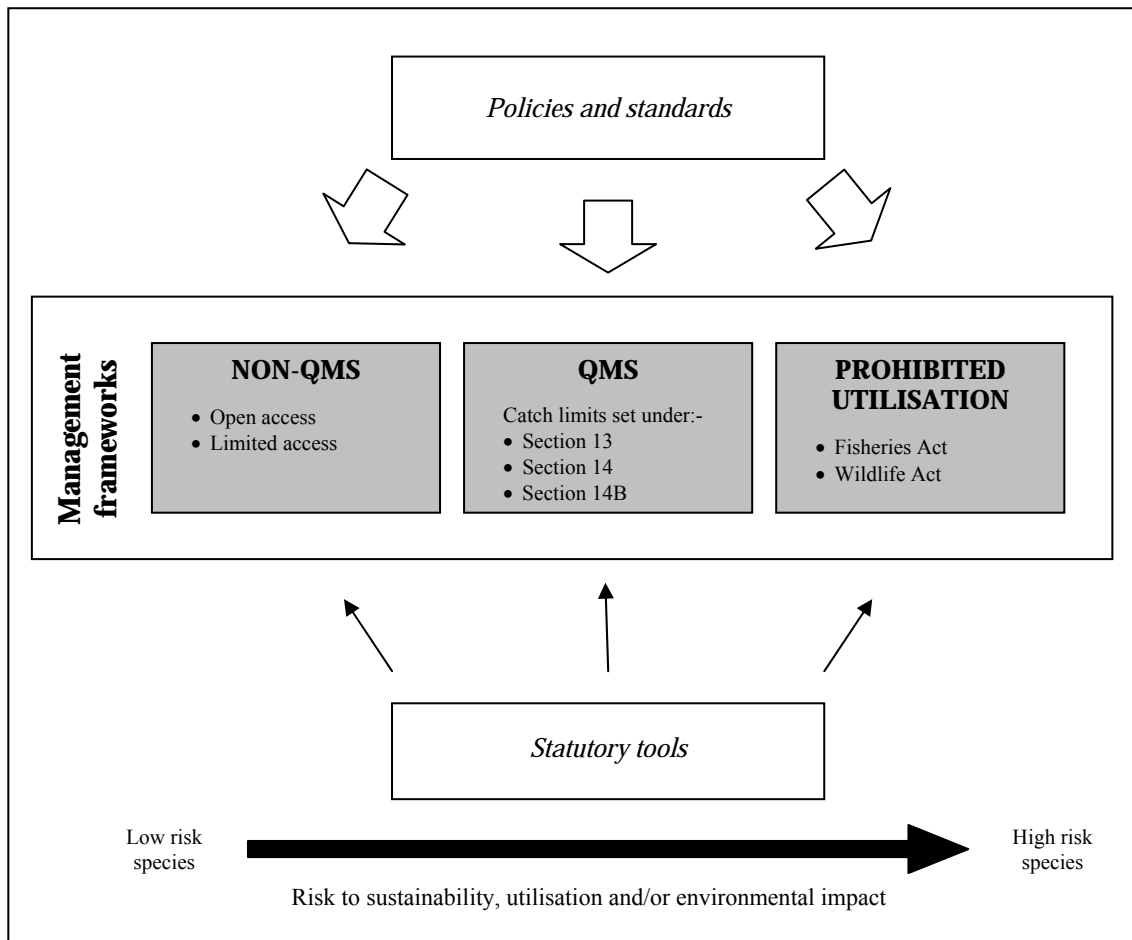 Policies and standards
Management
frameworks
NON-QMS
• Open access
• Limited access
QMS
Catch limits set under:-
• Section 13
• Section 14
• Section 14B
PROHIBITED
UTILISATION
• Fisheries Act
• Wildlife Act
Statutory tools
Low risk
species
High risk
species
Risk to sustainability, utilisation and/or environmental impact